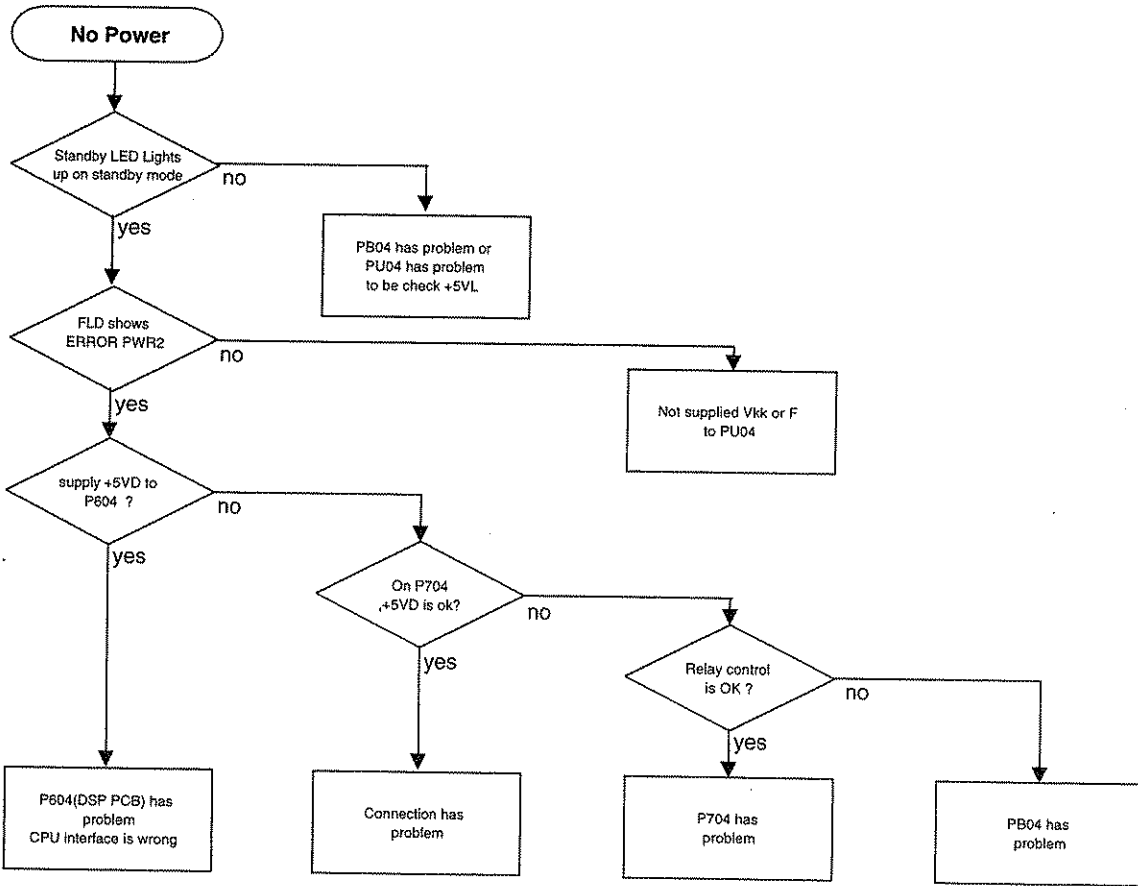 No Power
Standby LED Lights
up on standby mode
no
yes
PB04 has problem or
PU04 has problem
to be check +5VL
FLD shows
ERROR PWR2
no
yes
Not supplied Vkk or F
to PU04
supply +5VD to
P604 ?
no
yes
On P704
,+5VD is ok?
no
yes
Relay control
is OK ?
no
yes
P604(DSP PCB) has
problem
CPU interface is wrong
Connection has
problem
P704 has
problem
PB04 has
problem